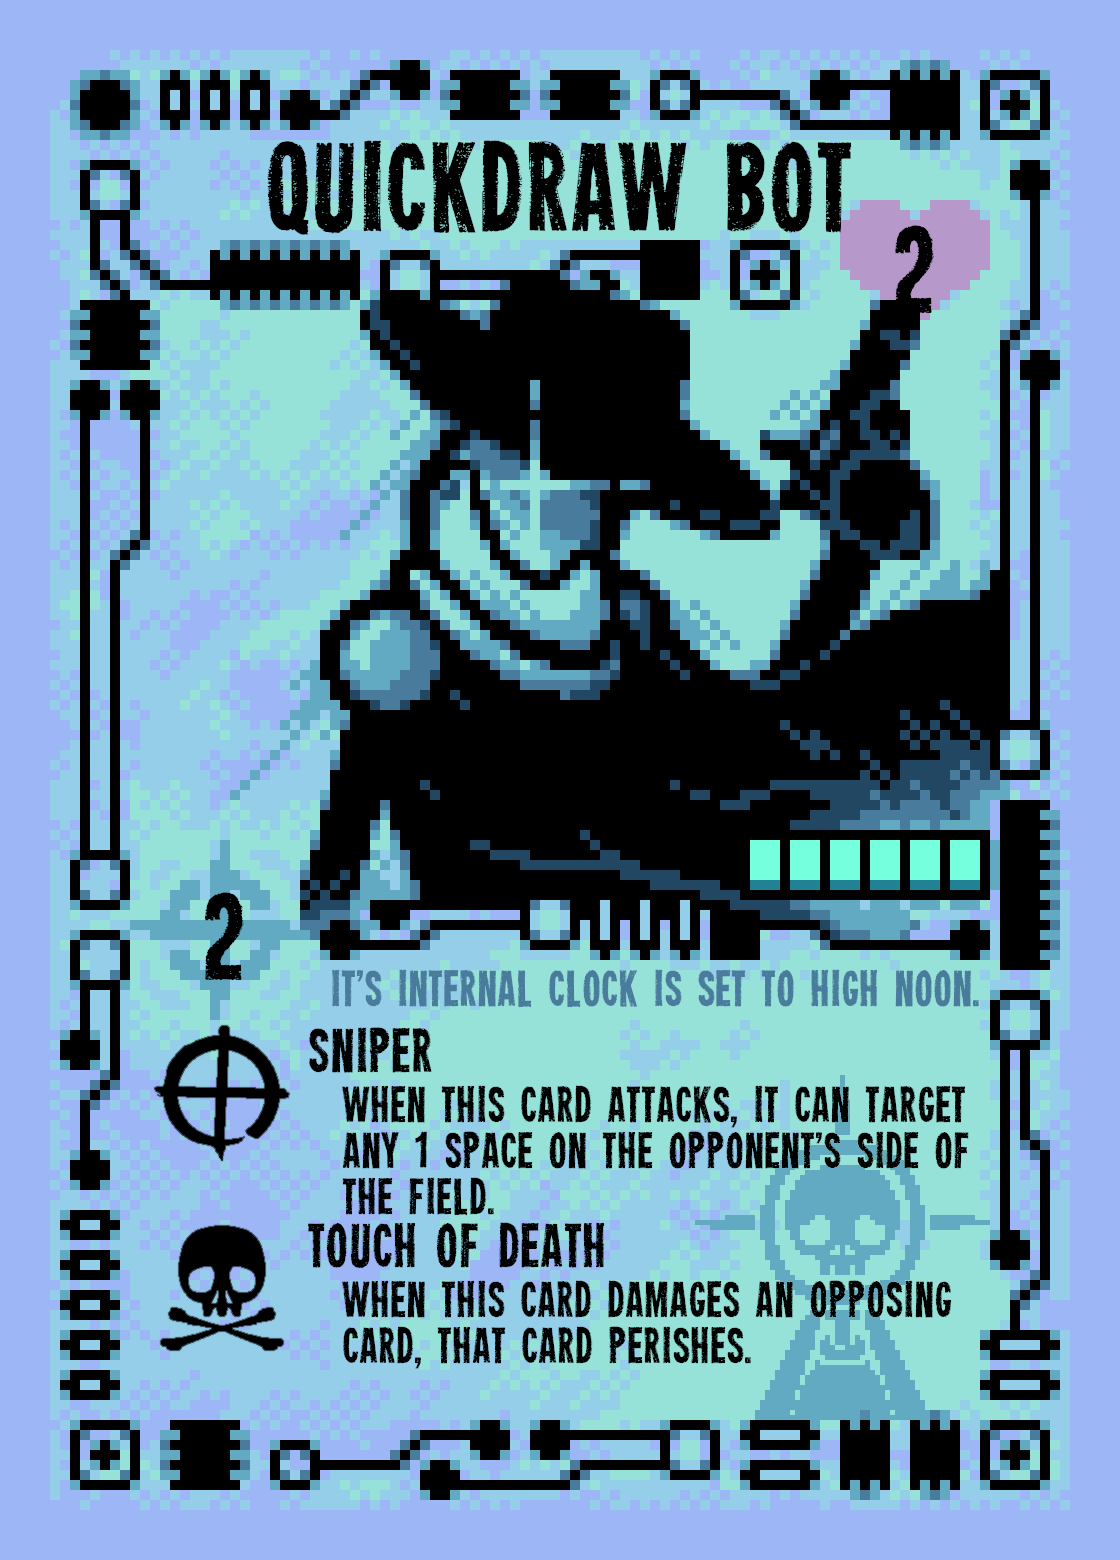 QUICKDRAW BOT
2
2
IT'S INTERNAL CLOCK IS SET TO HIGH NOON.
SNIPER
WHEN THIS CARD ATTACKS, IT CAN TARGET
ANY 1 SPACE ON THE OPPONENT'S SIDE OF
THE FIELD.
TOUCH OF DEATH
WHEN THIS CARD DAMAGES AN OPPOSING
CARD, THAT CARD PERISHES.